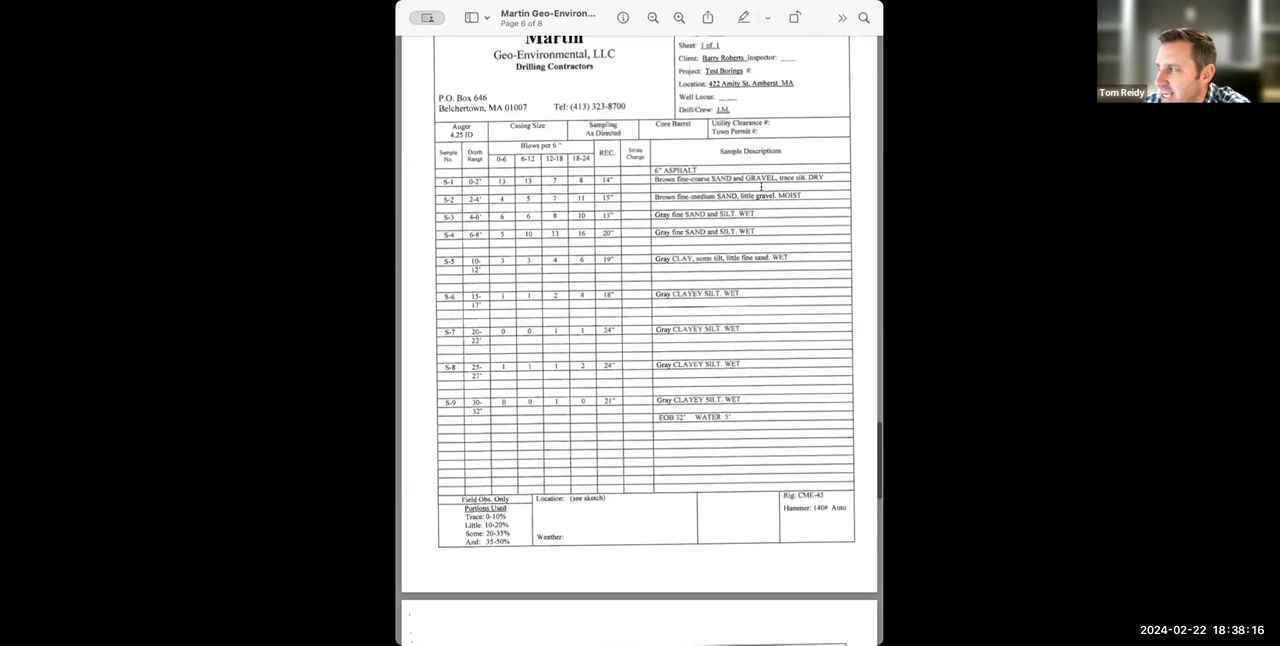 Martin Geo-Environ...
Page 6 of 8
Martin
Geo-Environmental, LLC
Drilling Contractors
P.O. Box 646
Belchertown, MA 01007 Tel: (413) 323-8700
Sheet: 1 of 1
Client: Barry Roberts Inspector:
Project: Test Borings #:
Location: 422 Amity St. Amherst MA
Well Locus:
Drill/Crew: J.M.
Auger
4.25 ID
Casing Size
Sampling
As Directed
Core Barrel
Utility Clearance #:
Town Permit #:
Sample
No.
Depth
Range
Blows per 6"
0-6 6-12 12-18 18-24
REC.
Strata
Change
Sample Descriptions
6" ASPHALT
S-1 0-2' 13 13 7 8 14" Brown fine-coarse SAND and GRAVEL, trace silt. DRY
S-2 2-4' 4 5 7 11 15" Brown fine-medium SAND, little gravel. MOIST
S-3 4-6' 6 6 8 10 13" Gray fine SAND and SILT. WET
S-4 6-8' 5 10 13 16 20" Gray fine SAND and SILT. WET
S-5 10- 3 3 4 6 19" Gray CLAY, some silt, little fine sand. WET
12'
S-6 15- 1 1 2 4 18" Gray CLAYEY SILT. WET
17'
S-7 20- 0 0 1 1 24" Gray CLAYEY SILT. WET
22'
S-8 25- 1 1 1 2 24" Gray CLAYEY SILT. WET
27'
S-9 30- 0 0 1 0 21" Gray CLAYEY SILT. WET
32'
EOB 32' WATER 5'
Field Obs. Only
Portions Used
Trace: 0-10%
Little: 10-20%
Some: 20-35%
And: 35-50%
Location: (see sketch)
Weather:
Rig: CME-45
Hammer: 140# Auto
Tom Reidy
2024-02-22 18:38:16